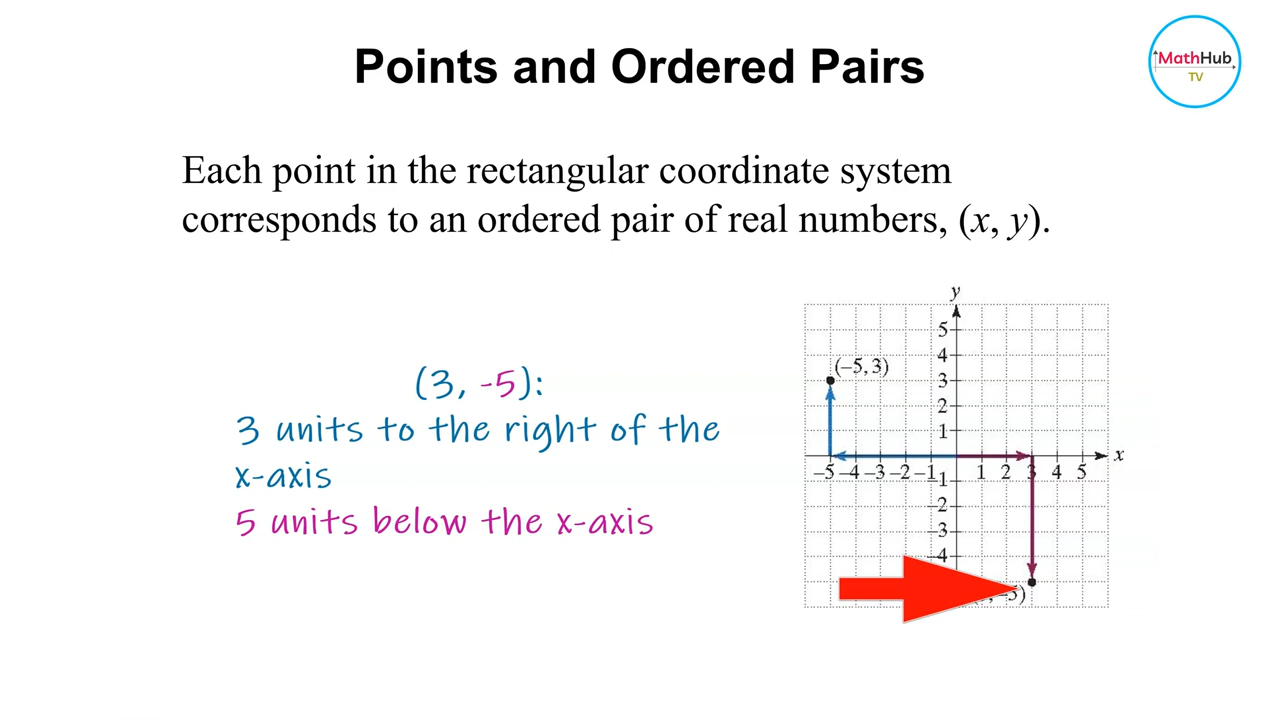 Points and Ordered Pairs
MathHub
TV
Each point in the rectangular coordinate system
corresponds to an ordered pair of real numbers, (x, y).
(3, -5):
3 units to the right of the
x-axis
5 units below the x-axis
y
5
4
(–5, 3)
3
2
1
x
–5 –4 –3 –2 –1 1 2 3 4 5
–1
–2
–3
–4
–5)